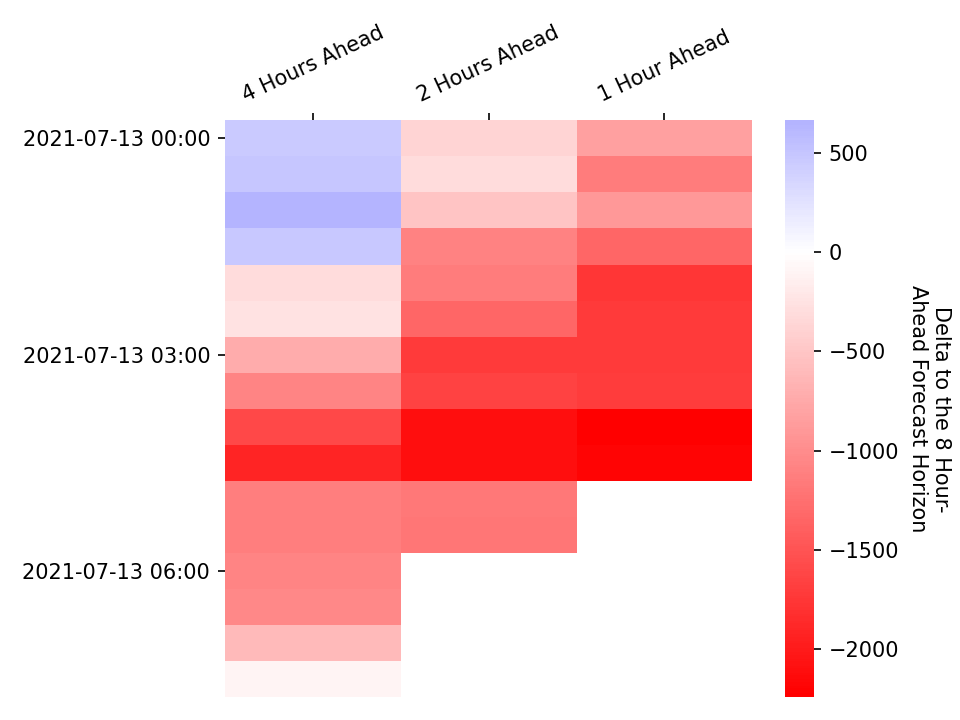 4 Hours Ahead
2 Hours Ahead
1 Hour Ahead
2021-07-13 00:00
2021-07-13 03:00
2021-07-13 06:00
500
0
−500
−1000
−1500
−2000
Delta to the 8 Hour-
Ahead Forecast Horizon